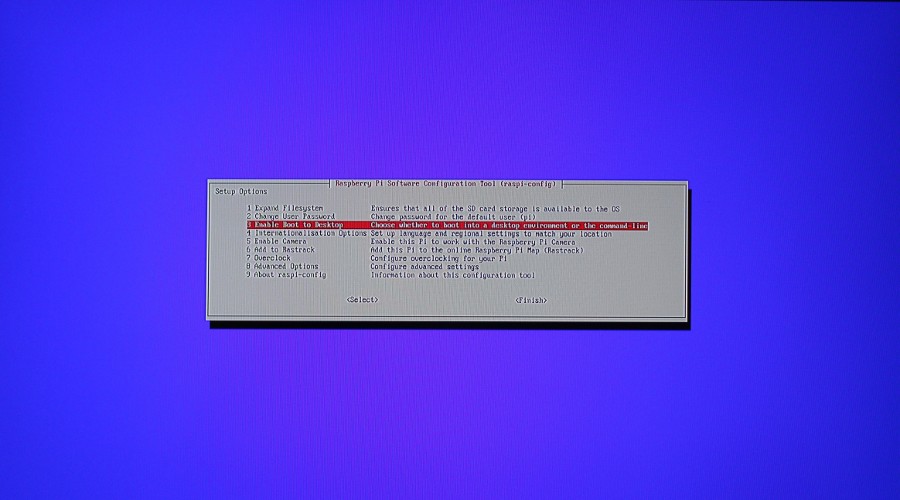 Raspberry Pi Software Configuration Tool (raspi-config)
Setup Options
1 Expand Filesystem Ensures that all of the SD card storage is available to the OS
2 Change User Password Change password for the default user (pi)
3 Enable Boot to Desktop Choose whether to boot into a desktop environment or the command-line
4 Internationalisation Options Set up language and regional settings to match your location
5 Enable Camera Enable this Pi to work with the Raspberry Pi Camera
6 Add to Rastrack Add this Pi to the online Raspberry Pi Map (Rastrack)
7 Overclock Configure overclocking for your Pi
8 Advanced Options Configure advanced settings
9 About raspi-config Information about this configuration tool
<Select> <Finish>